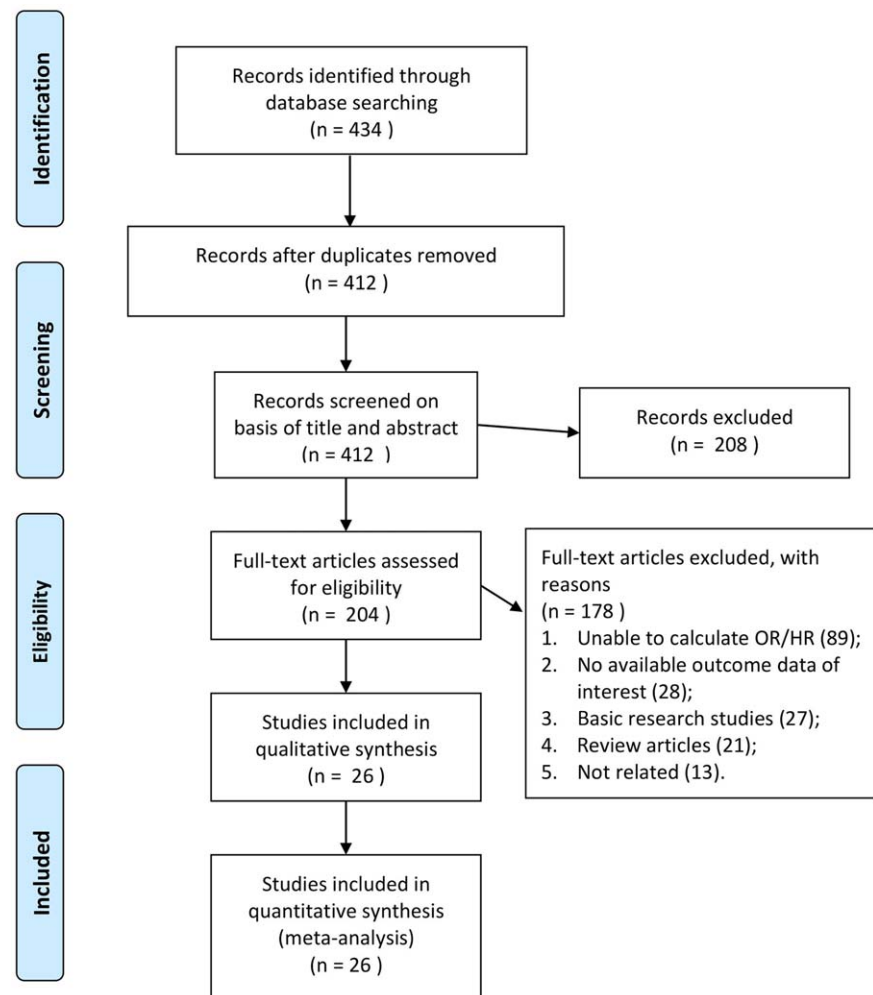 Identification
Records identified through
database searching
(n = 434 )
Records after duplicates removed
(n = 412 )
Screening
Records screened on
basis of title and abstract
(n = 412 )
Records excluded
(n = 208 )
Eligibility
Full-text articles assessed
for eligibility
(n = 204 )
Full-text articles excluded, with
reasons
(n = 178 )
1. Unable to calculate OR/HR (89);
2. No available outcome data of
interest (28);
3. Basic research studies (27);
4. Review articles (21);
5. Not related (13).
Studies included in
qualitative synthesis
(n = 26 )
Included
Studies included in
quantitative synthesis
(meta-analysis)
(n = 26 )